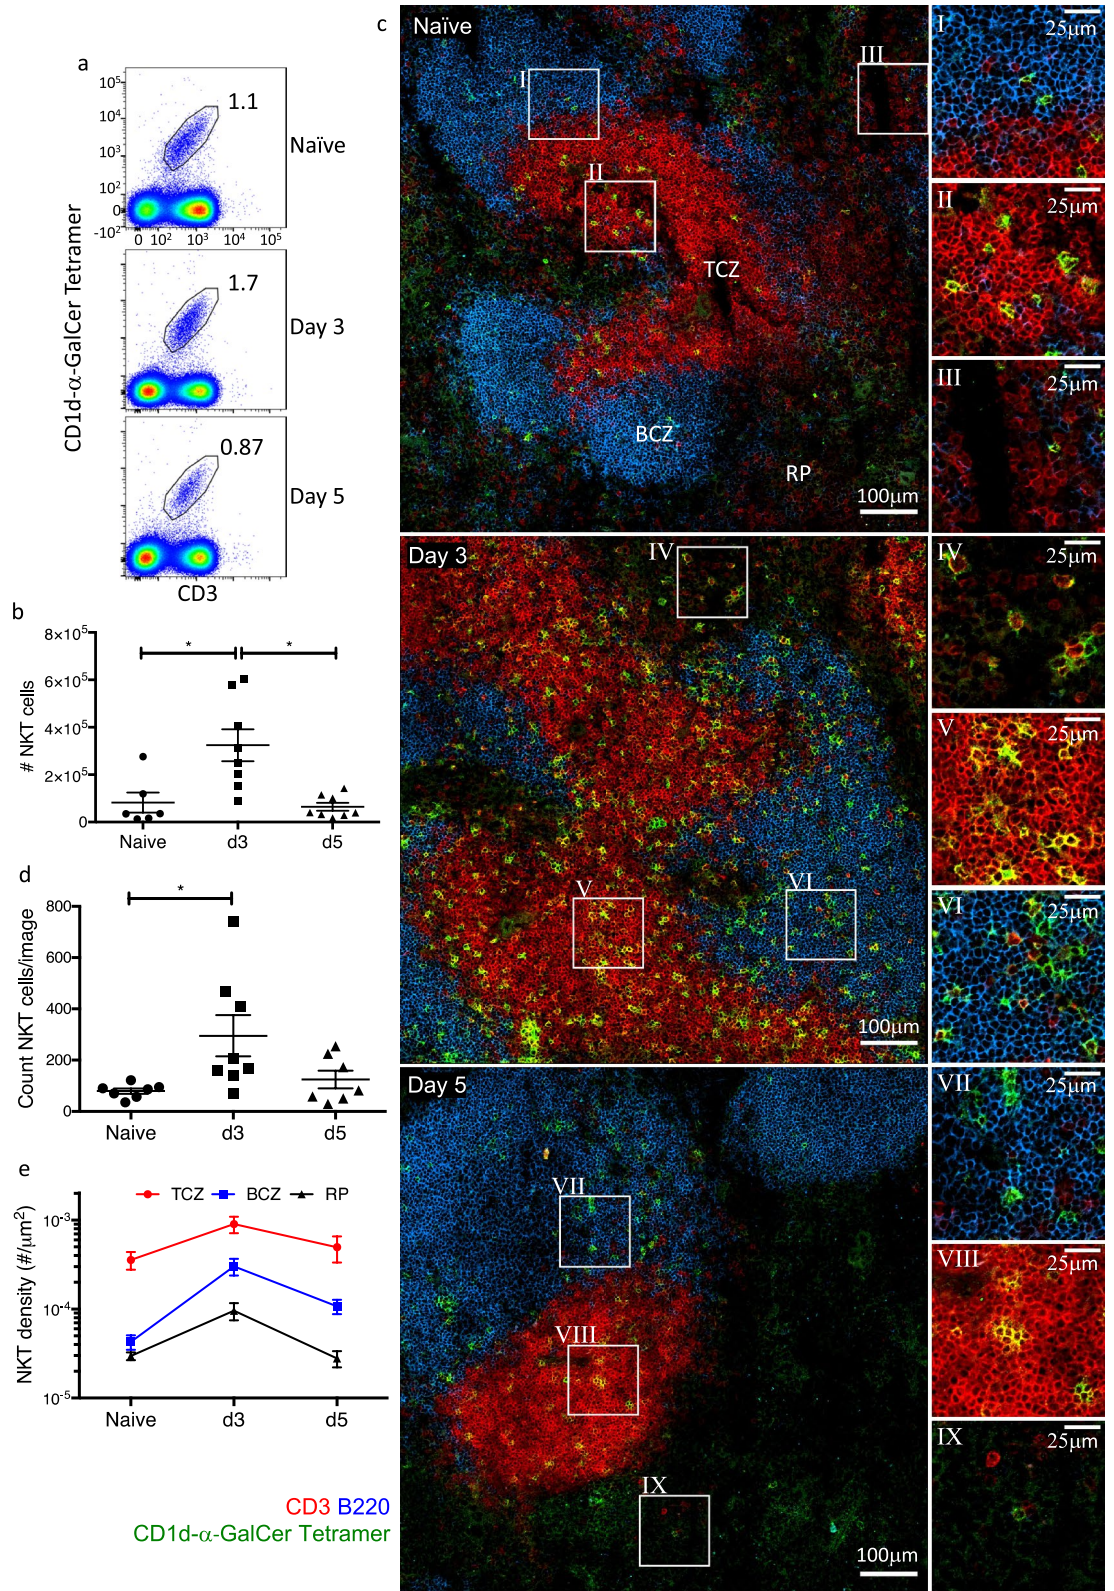 a
10⁵
10⁴
10³
10²
0
-10²
0 10² 10³ 10⁴ 10⁵
1.1
Naïve
1.7
Day 3
0.87
Day 5
CD1d-α-GalCer Tetramer
CD3
b
8×10⁵
6×10⁵
4×10⁵
2×10⁵
0
# NKT cells
* *
Naive d3 d5
d
800
600
400
200
0
Count NKT cells/image
*
Naive d3 d5
e
TCZ BCZ RP
10⁻³
10⁻⁴
10⁻⁵
NKT density (#/μm²)
Naive d3 d5
CD3 B220
CD1d-α-GalCer Tetramer
c
Naïve
I
II
III
TCZ
BCZ
RP
100μm
I
25μm
II
25μm
III
25μm
Day 3
IV
V
VI
100μm
IV
25μm
V
25μm
VI
25μm
Day 5
VII
VIII
IX
100μm
VII
25μm
VIII
25μm
IX
25μm